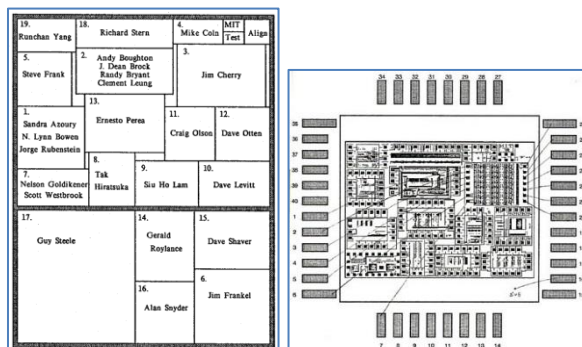 19.
Runchan Yang
18.
Richard Stern
4.
Mike Coln
MIT
Test
Align
5.
Steve Frank
2.
Andy Boughton
J. Dean Brock
Randy Bryant
Clement Leung
3.
Jim Cherry
1.
Sandra Azoury
N. Lynn Bowen
Jorge Rubenstein
13.
Ernesto Perea
11.
Craig Olson
12.
Dave Otten
7.
Nelson Goldikener
Scott Westbrook
8.
Tak
Hiratsuka
9.
Siu Ho Lam
10.
Dave Levitt
17.
Guy Steele
14.
Gerald
Roylance
15.
Dave Shaver
16.
Alan Snyder
6.
Jim Frankel
34 33 32 31 30 29 28 27
35
36
37
38
39
40
1
2
3
4
5
6
7 8 9 10 11 12 13 14